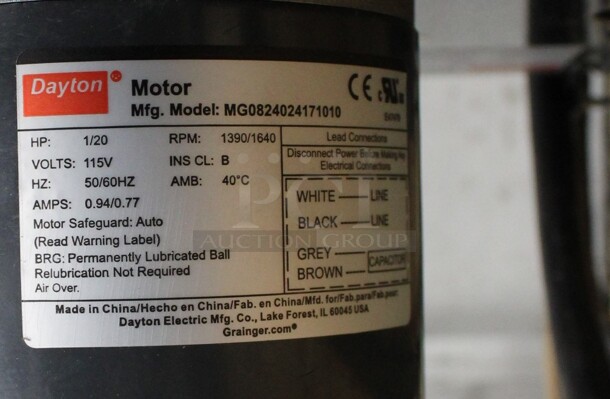 Dayton®
Motor
Mfg. Model: MG0824024171010
CE
HP: 1/20 RPM: 1390/1640
VOLTS: 115V INS CL: B
HZ: 50/60HZ AMB: 40°C
AMPS: 0.94/0.77
Motor Safeguard: Auto
(Read Warning Label)
BRG: Permanently Lubricated Ball
Relubrication Not Required
Air Over.
Lead Connections
Disconnect Power Before Making Any
Electrical Connections
WHITE LINE
BLACK LINE
GREY
BROWN
CAPACITOR
AUCTION GROUP
Made in China/Hecho en China/Fab. en China/Mfd. for/Fab.para/Fab.pour:
Dayton Electric Mfg. Co., Lake Forest, IL 60045 USA
Grainger.com®